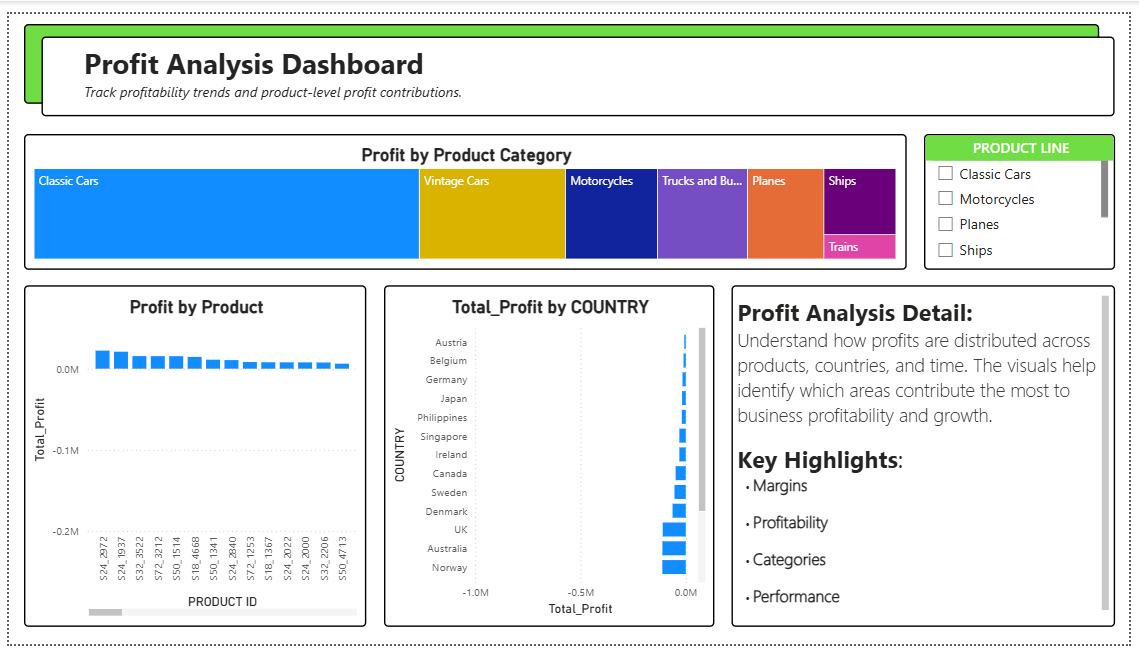 Profit Analysis Dashboard
Track profitability trends and product-level profit contributions.
Profit by Product Category
Classic Cars
Vintage Cars
Motorcycles
Trucks and Bu...
Planes
Ships
Trains
PRODUCT LINE
Classic Cars
Motorcycles
Planes
Ships
Profit by Product
Total_Profit
0.0M
-0.1M
-0.2M
S24_2972
S24_1937
S32_3522
S72_3212
S50_1514
S18_4668
S50_1341
S24_2840
S72_1253
S18_1367
S24_2022
S24_2000
S32_2206
S50_4713
PRODUCT ID
Total_Profit by COUNTRY
COUNTRY
Austria
Belgium
Germany
Japan
Philippines
Singapore
Ireland
Canada
Sweden
Denmark
UK
Australia
Norway
-1.0M
-0.5M
0.0M
Total_Profit
Profit Analysis Detail:
Understand how profits are distributed across
products, countries, and time. The visuals help
identify which areas contribute the most to
business profitability and growth.
Key Highlights:
• Margins
• Profitability
• Categories
• Performance